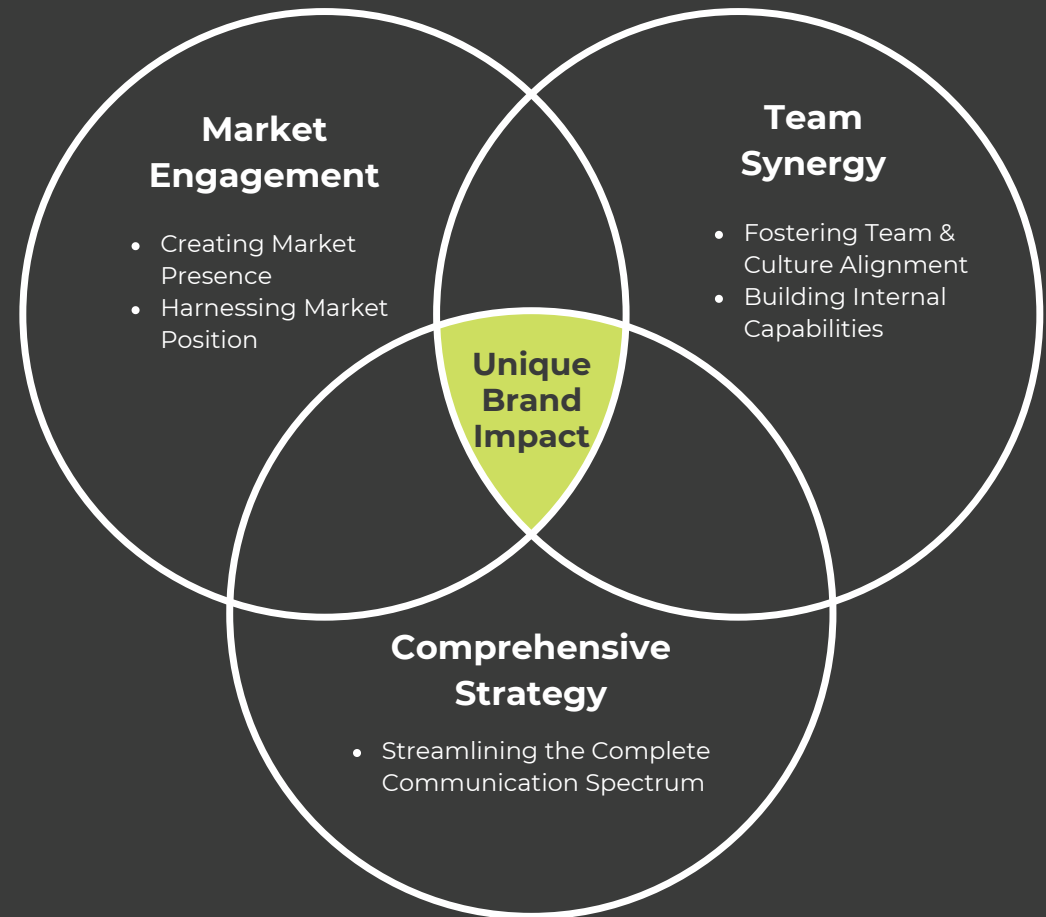 Market
Engagement
• Creating Market
Presence
• Harnessing Market
Position
Team
Synergy
• Fostering Team &
Culture Alignment
• Building Internal
Capabilities
Unique
Brand
Impact
Comprehensive
Strategy
• Streamlining the Complete
Communication Spectrum